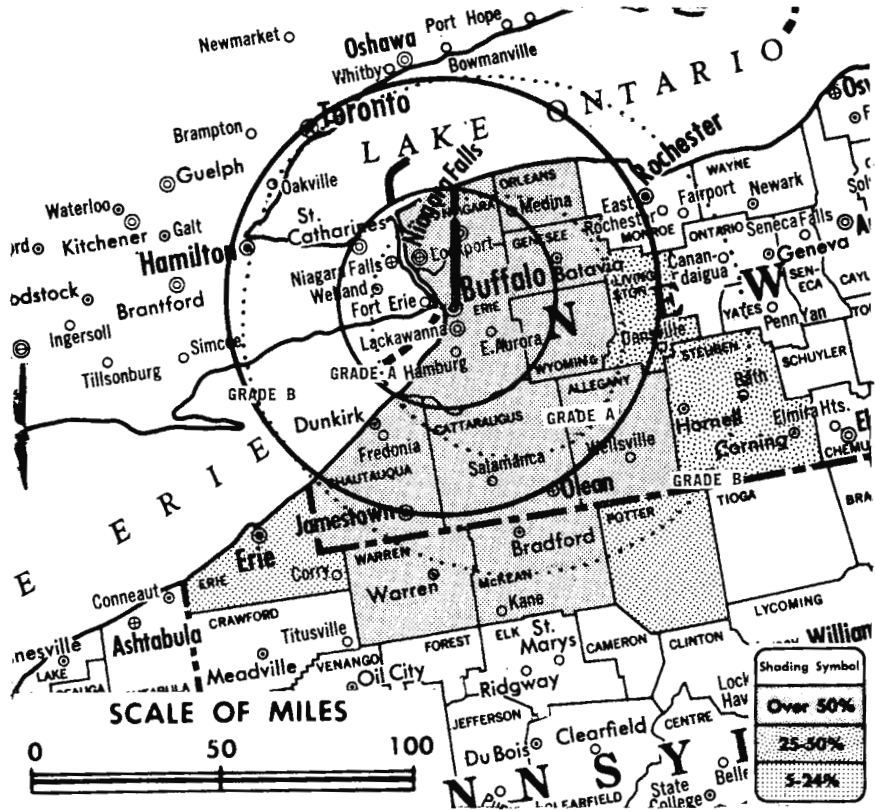 Port Hope
Newmarket
Oshawa
Whitby
Bowmanville
LAKE ONTARIO
Toronto
Brampton
Guelph
Oakville
Niagara Falls
Rochester
WAYNE
ORLEANS
NIAGARA
Medina
East Rochester
Fairport
Newark
Waterloo
Galt
Kitchener
St. Catharines
Lockport
GENESEE
MONROE
ONTARIO
Seneca Falls
Hamilton
Niagara Falls
Welland
Buffalo
Batavia
LIVINGSTON
Canandaigua
Geneva
SENECA
Brantford
Fort Erie
ERIE
N
W
YATES
Penn Yan
Ingersoll
Simcoe
Lackawanna
E. Aurora
Dansville
Tillsonburg
GRADE A
Hamburg
WYOMING
STEUBEN
SCHUYLER
GRADE B
ALLEGANY
Bath
Dunkirk
CATTARAUGUS
GRADE A
Hornell
Elmira Hts.
Fredonia
Wellsville
Corning
CHAUTAUQUA
Salamanca
GRADE B
E ERIE
Jamestown
Olean
TIOGA
POTTER
Erie
Bradford
WARREN
Corry
McKEAN
ERIE
Warren
Conneaut
Kane
CRAWFORD
LYCOMING
Ashtabula
Titusville
FOREST
ELK
St. Marys
CAMERON
CLINTON
LAKE
Meadville
VENANGO
Oil City
Ridgway
JEFFERSON
CENTRE
DuBois
Clearfield
CLEARFIELD
State College
NNSY
SCALE OF MILES
0 50 100
Shading Symbol
Over 50%
25-50%
5-24%